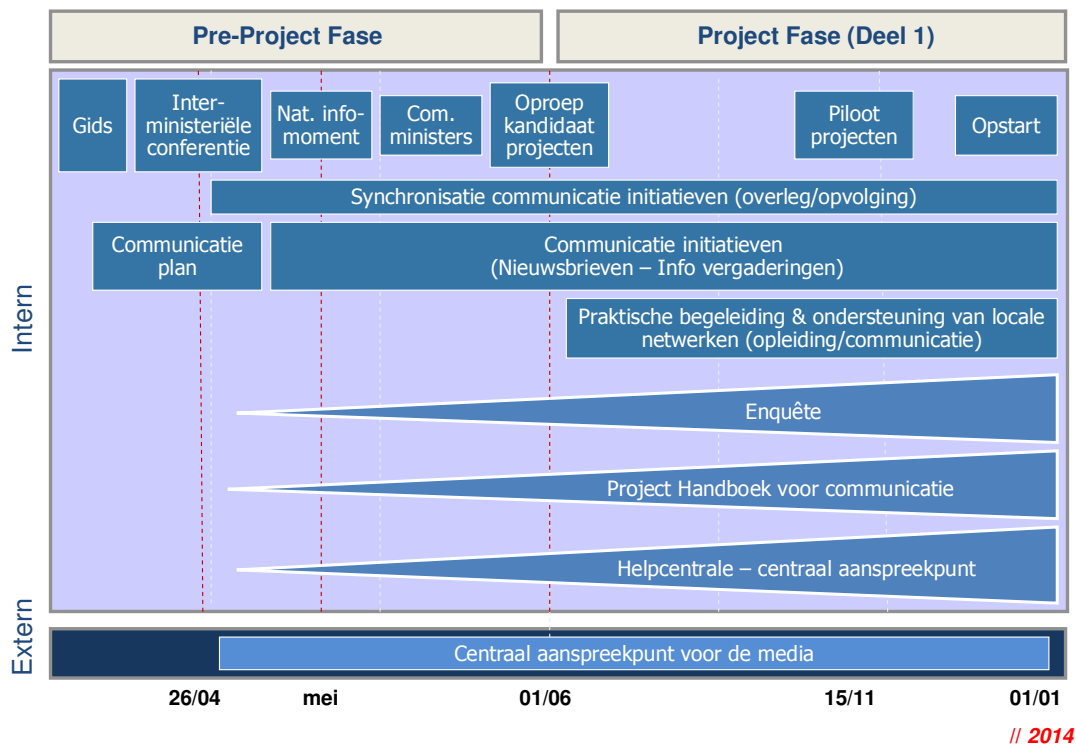 Pre-Project Fase
Project Fase (Deel 1)
Intern
Gids
Inter-
ministeriële
conferentie
Nat. info-
moment
Com.
ministers
Oproep
kandidaat
projecten
Piloot
projecten
Opstart
Synchronisatie communicatie initiatieven (overleg/opvolging)
Communicatie
plan
Communicatie initiatieven
(Nieuwsbrieven – Info vergaderingen)
Praktische begeleiding & ondersteuning van locale
netwerken (opleiding/communicatie)
Enquête
Project Handboek voor communicatie
Helpcentrale – centraal aanspreekpunt
Extern
Centraal aanspreekpunt voor de media
26/04
mei
01/06
15/11
01/01
// 2014